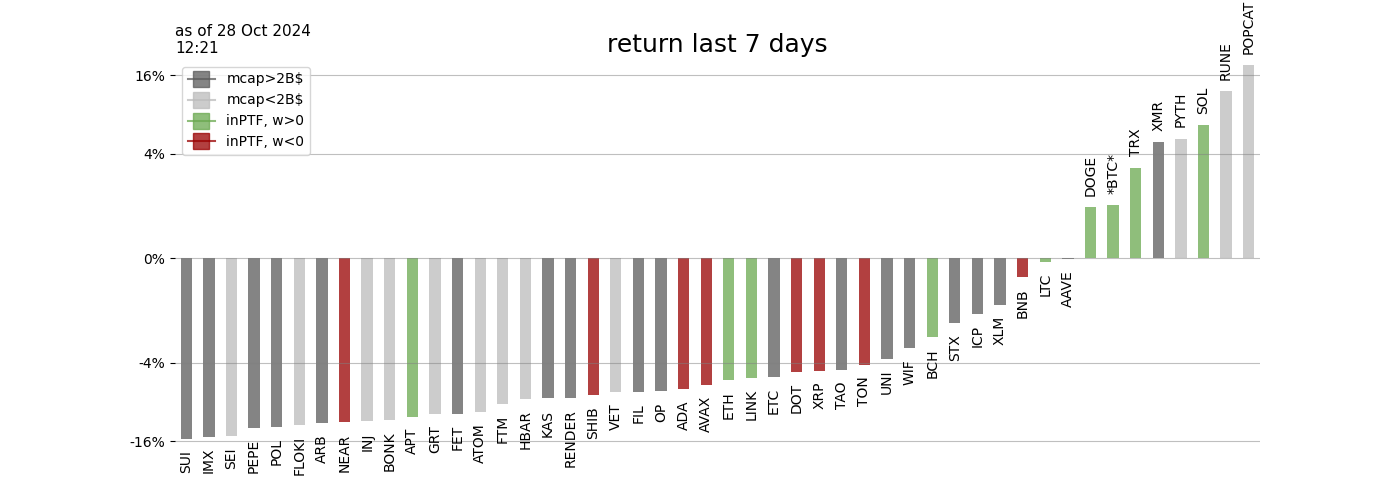 as of 28 Oct 2024
12:21
return last 7 days
mcap>2B$
mcap<2B$
inPTF, w>0
inPTF, w<0
16%
4%
0%
-4%
-16%
SUI
IMX
SEI
PEPE
POL
FLOKI
ARB
NEAR
INJ
BONK
APT
GRT
FET
ATOM
FTM
HBAR
KAS
RENDER
SHIB
VET
FIL
OP
ADA
AVAX
ETH
LINK
ETC
DOT
XRP
TAO
TON
UNI
WIF
BCH
STX
ICP
XLM
BNB
LTC
AAVE
DOGE
*BTC*
TRX
XMR
PYTH
SOL
RUNE
POPCAT